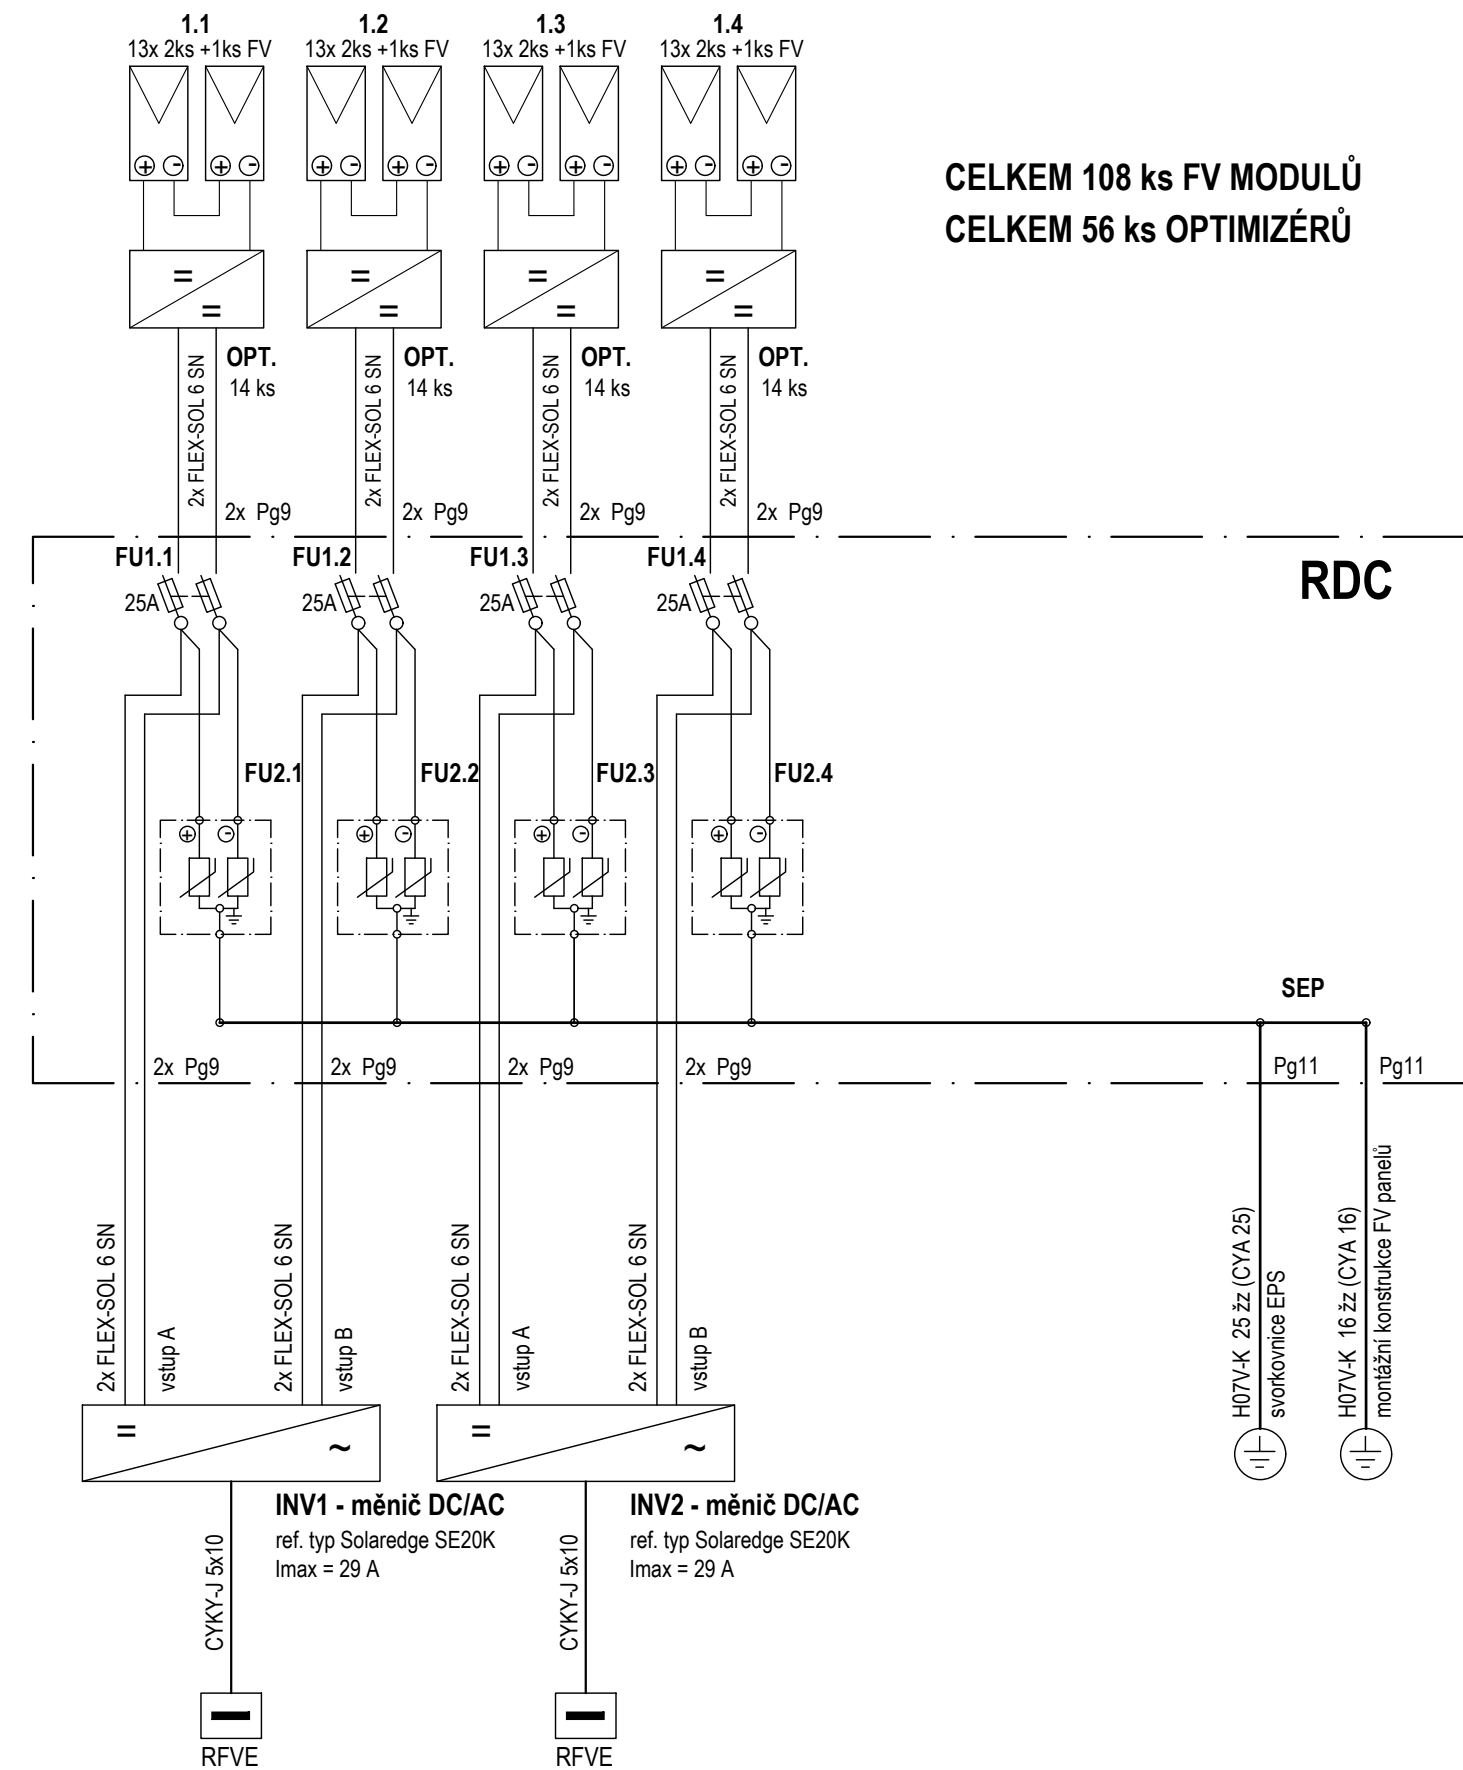 1.1
13x 2ks +1ks FV
1.2
13x 2ks +1ks FV
1.3
13x 2ks +1ks FV
1.4
13x 2ks +1ks FV
CELKEM 108 ks FV MODULŮ
CELKEM 56 ks OPTIMIZÉRŮ
OPT.
14 ks
OPT.
14 ks
OPT.
14 ks
OPT.
14 ks
2x FLEX-SOL 6 SN
2x FLEX-SOL 6 SN
2x FLEX-SOL 6 SN
2x FLEX-SOL 6 SN
2x Pg9
2x Pg9
2x Pg9
2x Pg9
RDC
FU1.1
25A
FU1.2
25A
FU1.3
25A
FU1.4
25A
FU2.1
FU2.2
FU2.3
FU2.4
SEP
2x Pg9
2x Pg9
2x Pg9
2x Pg9
Pg11
Pg11
2x FLEX-SOL 6 SN
vstup A
2x FLEX-SOL 6 SN
vstup B
2x FLEX-SOL 6 SN
vstup A
2x FLEX-SOL 6 SN
vstup B
H07V-K 25 žz (CYA 25)
svorkovnice EPS
H07V-K 16 žz (CYA 16)
montážní konstrukce FV panelů
INV1 - měnič DC/AC
ref. typ Solaredge SE20K
Imax = 29 A
INV2 - měnič DC/AC
ref. typ Solaredge SE20K
Imax = 29 A
CYKY-J 5x10
CYKY-J 5x10
RFVE
RFVE